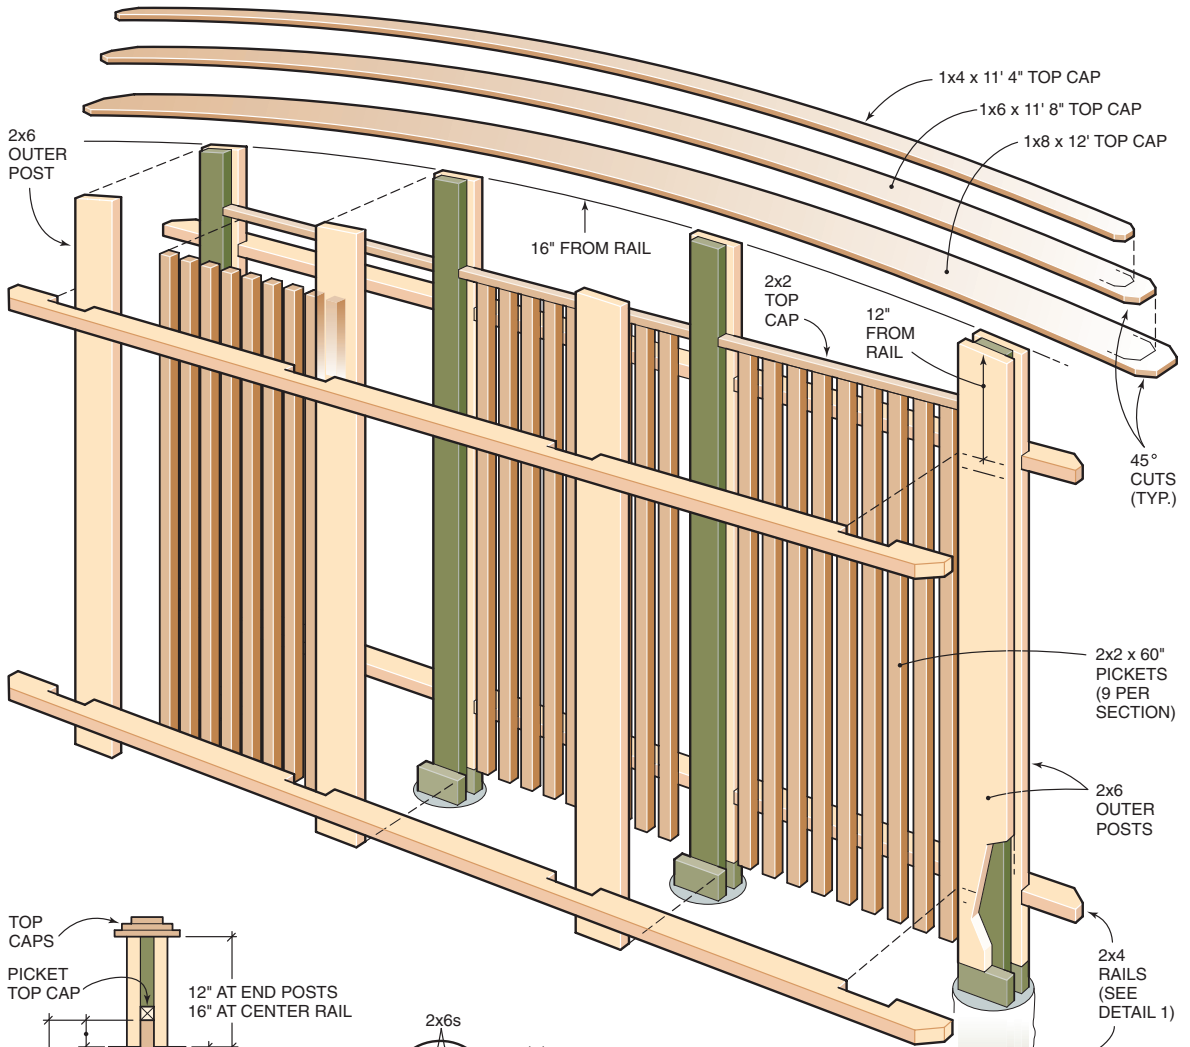 1x4 x 11' 4" TOP CAP
1x6 x 11' 8" TOP CAP
1x8 x 12' TOP CAP
2x6
OUTER
POST
16" FROM RAIL
2x2
TOP
CAP
12"
FROM
RAIL
45°
CUTS
(TYP.)
2x2 x 60"
PICKETS
(9 PER
SECTION)
2x6
OUTER
POSTS
2x4
RAILS
(SEE
DETAIL 1)
TOP
CAPS
PICKET
TOP CAP
12" AT END POSTS
16" AT CENTER RAIL
2x6s